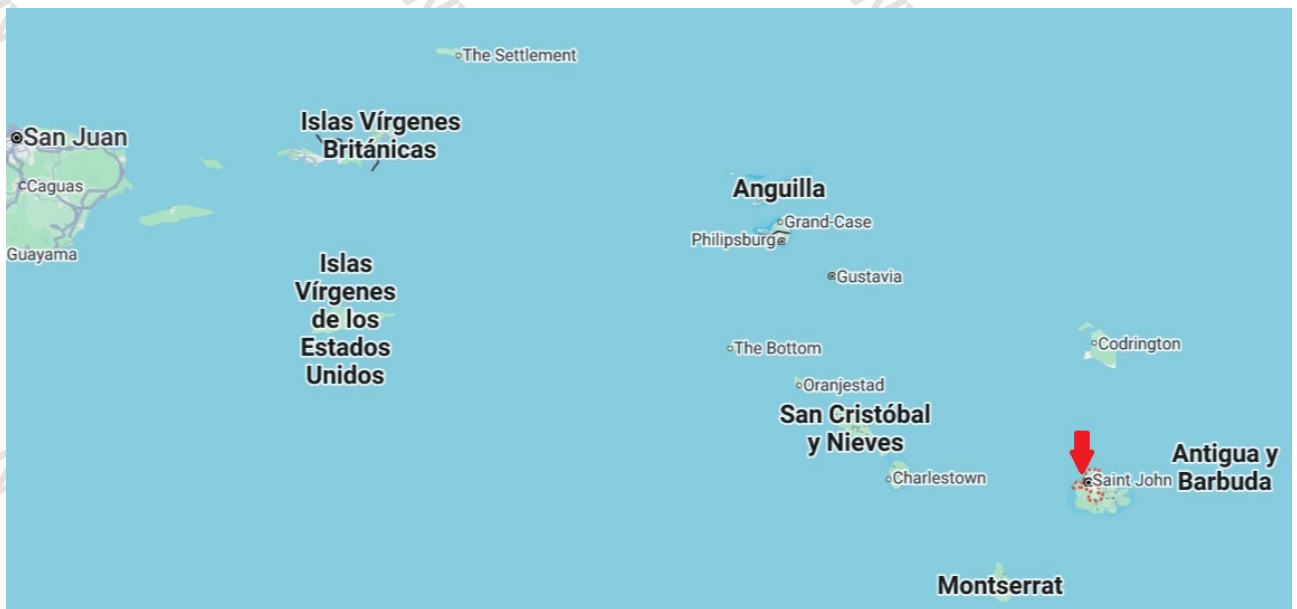 The Settlement
Islas Vírgenes
Británicas
San Juan
Caguas
Guayama
Anguilla
Grand-Case
Philipsburg
Gustavia
Islas
Vírgenes
de los
Estados
Unidos
The Bottom
Codrington
Oranjestad
San Cristóbal
y Nieves
Charlestown
Antigua y
Barbuda
Saint John
Montserrat